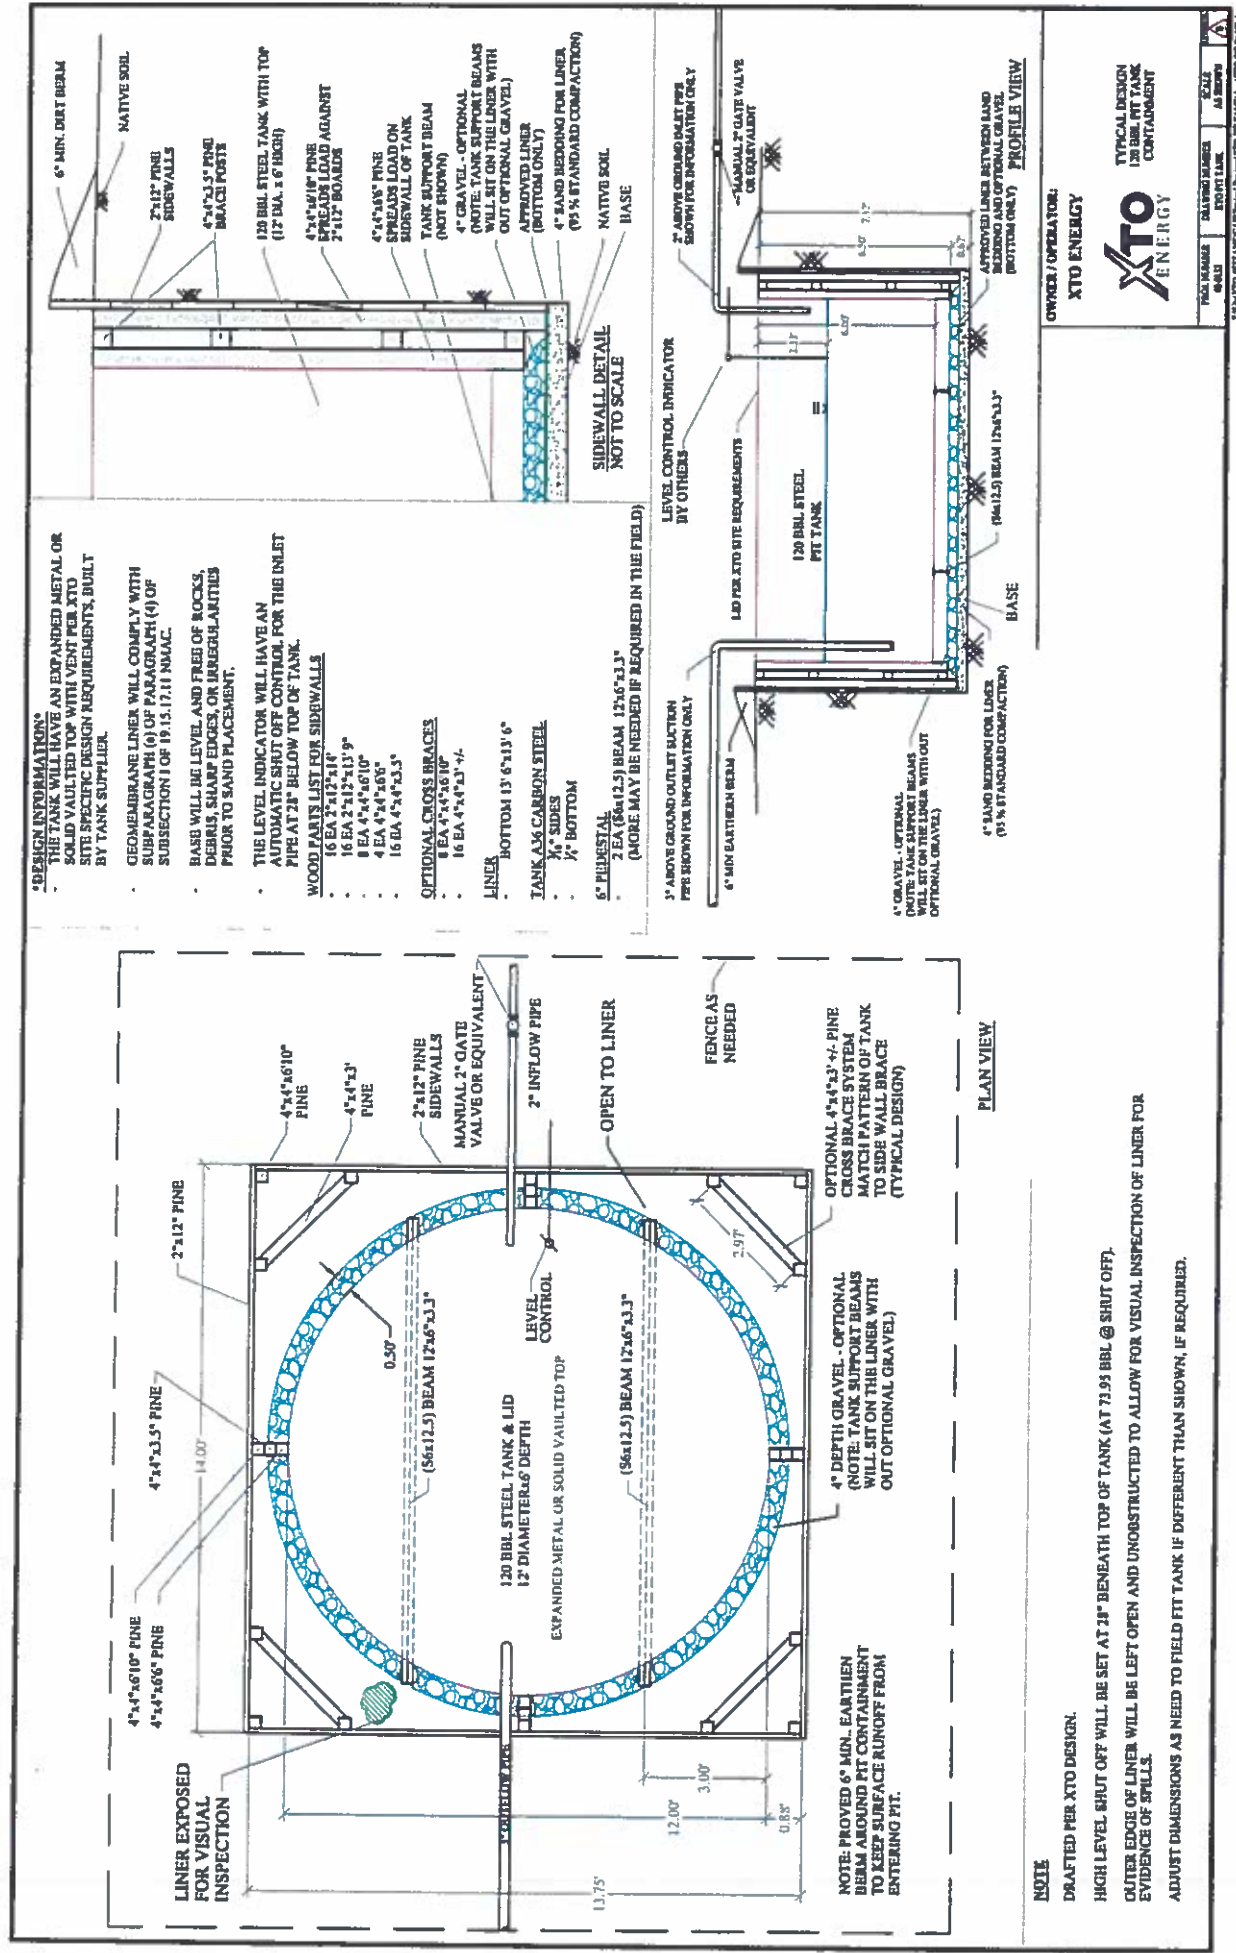 *DESIGN INFORMATION*
- THE TANK WILL HAVE AN EXPANDED METAL OR
SOLID VAULTED TOP WITH VENT PER XTO
SITE SPECIFIC DESIGN REQUIREMENTS, BUILT
BY TANK SUPPLIER.
- GEOMEMBRANE LINER WILL COMPLY WITH
SUBPARAGRAPH (a) OF PARAGRAPH (4) OF
SUBSECTION I OF 19.15.17.11 NMAC.
- BASE WILL BE LEVEL AND FREE OF ROCKS,
DEBRIS, SHARP EDGES, OR IRREGULARITIES
PRIOR TO SAND PLACEMENT.
- THE LEVEL INDICATOR WILL HAVE AN
AUTOMATIC SHUT OFF CONTROL FOR THE INLET
PIPE AT 28" BELOW TOP OF TANK.
WOOD PARTS LIST FOR SIDEWALLS
- 16 EA 2"x12"x14'
- 16 EA 2"x12"x13'9"
- 8 EA 4"x4"x6'10"
- 4 EA 4"x4"x6'6"
- 16 EA 4"x4"x3.5"
OPTIONAL CROSS BRACES
- 8 EA 4"x4"x6'10"
- 16 EA 4"x4"x3' +/-
LINER
- BOTTOM 13' 6"x13' 6"
TANK A36 CARBON STEEL
SIDES
- ¼" BOTTOM
6" PEDESTAL
- 2 EA (S6x12.5) BEAM 12'x6"x3.3"
(MORE MAY BE NEEDED IF REQUIRED IN THE FIELD)
6" MIN. DIRT BERM
NATIVE SOIL
2"x12" PINE
SIDEWALLS
4"x4"x3.5" PINE
BRACE POSTS
120 BBL STEEL TANK WITH TOP
(12' DIA. x 6' HIGH)
4"x4"x6'10" PINE
SPREADS LOAD AGAINST
2"x12" BOARDS
4"x4"x6'6" PINE
SPREADS LOAD ON
SIDEWALL OF TANK
TANK SUPPORT BEAM
(NOT SHOWN)
4" GRAVEL - OPTIONAL
(NOTE: TANK SUPPORT BEAMS
WILL SIT ON THE LINER WITH
OUT OPTIONAL GRAVEL)
APPROVED LINER
(BOTTOM ONLY)
4" SAND BEDDING FOR LINER
(95 % STANDARD COMPACTION)
NATIVE SOIL
BASE
SIDEWALL DETAIL
NOT TO SCALE
LINER EXPOSED
FOR VISUAL
INSPECTION
4"x4"x6'10" PINE
4"x4"x6'6" PINE
4"x4"x3.5" PINE
2"x12" PINE
14.00'
4"x4"x6'10"
PINE
4"x4"x3'
PINE
2"x12" PINE
SIDEWALLS
MANUAL 2" GATE
VALVE OR EQUIVALENT
2" INFLOW PIPE
OPEN TO LINER
FENCE AS
NEEDED
0.50'
(S6x12.5) BEAM 12'x6"x3.3"
LEVEL
CONTROL
120 BBL STEEL TANK & LID
12' DIAMETERx6' DEPTH
EXPANDED METAL OR SOLID VAULTED TOP
(S6x12.5) BEAM 12'x6"x3.3"
2.97'
OUTFLOW PIPE
13.75'
12.00'
3.00'
0.88'
OPTIONAL 4"x4"x3' +/- PINE
CROSS BRACE SYSTEM
MATCH PATTERN OF TANK
TO SIDE WALL BRACE
(TYPICAL DESIGN)
4" DEPTH GRAVEL - OPTIONAL
(NOTE: TANK SUPPORT BEAMS
WILL SIT ON THE LINER WITH
OUT OPTIONAL GRAVEL)
NOTE: PROVED 6" MIN.. EARTHEN
BERM AROUND PIT CONTAINMENT
TO KEEP SURFACE RUNOFF FROM
ENTERING PIT.
PLAN VIEW
LEVEL CONTROL INDICATOR
BY OTHERS
2" ABOVE GROUND INLET PIPE
SHOWN FOR INFORMATION ONLY
MANUAL 2" GATE VALVE
OR EQUIVALENT
3" ABOVE GROUND OUTLET SUCTION
PIPE SHOWN FOR INFORMATION ONLY
6" MIN EARTHERN BERM
LID PER XTO SITE REQUIREMENTS
120 BBL STEEL
PIT TANK
6.00'
6.50'
0.67'
4" GRAVEL - OPTIONAL
(NOTE: TANK SUPPORT BEAMS
WILL SIT ON THE LINER WITH OUT
OPTIONAL GRAVEL)
4" SAND BEDDING FOR LINER
(95 % STANDARD COMPACTION)
BASE
(S6x12.5) BEAM 12'x6"x3.3"
APPROVED LINER BETWEEN SAND
BEDDING AND OPTIONAL GRAVEL
(BOTTOM ONLY)
PROFILE VIEW
NOTE
DRAFTED PER XTO DESIGN.
HIGH LEVEL SHUT OFF WILL BE SET AT 28" BENEATH TOP OF TANK (AT 73.95 BBL @ SHUT OFF).
OUTER EDGE OF LINER WILL BE LEFT OPEN AND UNOBSTRUCTED TO ALLOW FOR VISUAL INSPECTION OF LINER FOR
EVIDENCE OF SPILLS.
ADJUST DIMENSIONS AS NEED TO FIELD FIT TANK IF DIFFERENT THAN SHOWN, IF REQUIRED.
OWNER / OPERATOR:
XTO ENERGY
XTO
ENERGY
TYPICAL DESIGN
120 BBL PIT TANK
CONTAINMENT
PROJ. NUMBER
DRAWING NUMBER
XTO PIT TANK
SCALE
AS SHOWN